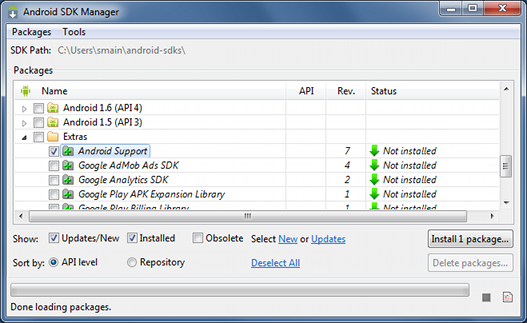 Android SDK Manager
Packages Tools
SDK Path: C:\Users\smain\android-sdks\
Packages
Name API Rev. Status
Android 1.6 (API 4)
Android 1.5 (API 3)
Extras
Android Support 7 Not installed
Google AdMob Ads SDK 4 Not installed
Google Analytics SDK 2 Not installed
Google Play APK Expansion Library 1 Not installed
Google Play Billing Library 2 Not installed
Show: Updates/New Installed Obsolete Select New or Updates Install 1 package...
Sort by: API level Repository Deselect All Delete packages...
Done loading packages.